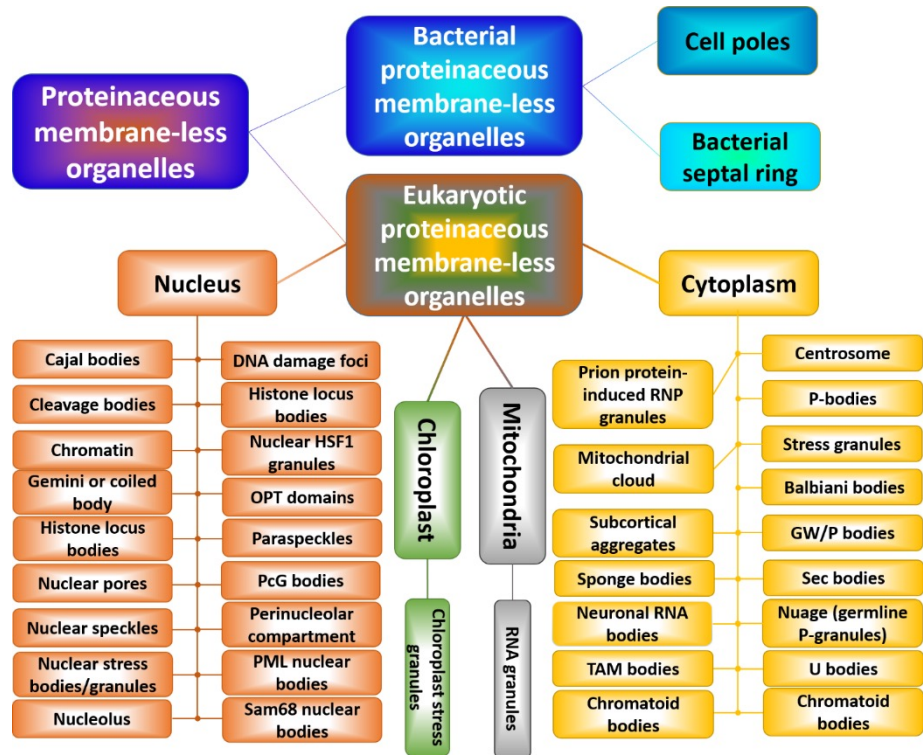 Proteinaceous
membrane-less
organelles
Bacterial
proteinaceous
membrane-less
organelles
Cell poles
Bacterial
septal ring
Eukaryotic
proteinaceous
membrane-less
organelles
Nucleus
Cajal bodies
Cleavage bodies
Chromatin
Gemini or coiled
body
Histone locus
bodies
Nuclear pores
Nuclear speckles
Nuclear stress
bodies/granules
Nucleolus
DNA damage foci
Histone locus
bodies
Nuclear HSF1
granules
OPT domains
Paraspeckles
PcG bodies
Perinucleolar
compartment
PML nuclear
bodies
Sam68 nuclear
bodies
Chloroplast
Chloroplast stress
granules
Mitochondria
RNA granules
Cytoplasm
Prion protein-
induced RNP
granules
Mitochondrial
cloud
Subcortical
aggregates
Sponge bodies
Neuronal RNA
bodies
TAM bodies
Chromatoid
bodies
Centrosome
P-bodies
Stress granules
Balbiani bodies
GW/P bodies
Sec bodies
Nuage (germline
P-granules)
U bodies
Chromatoid
bodies